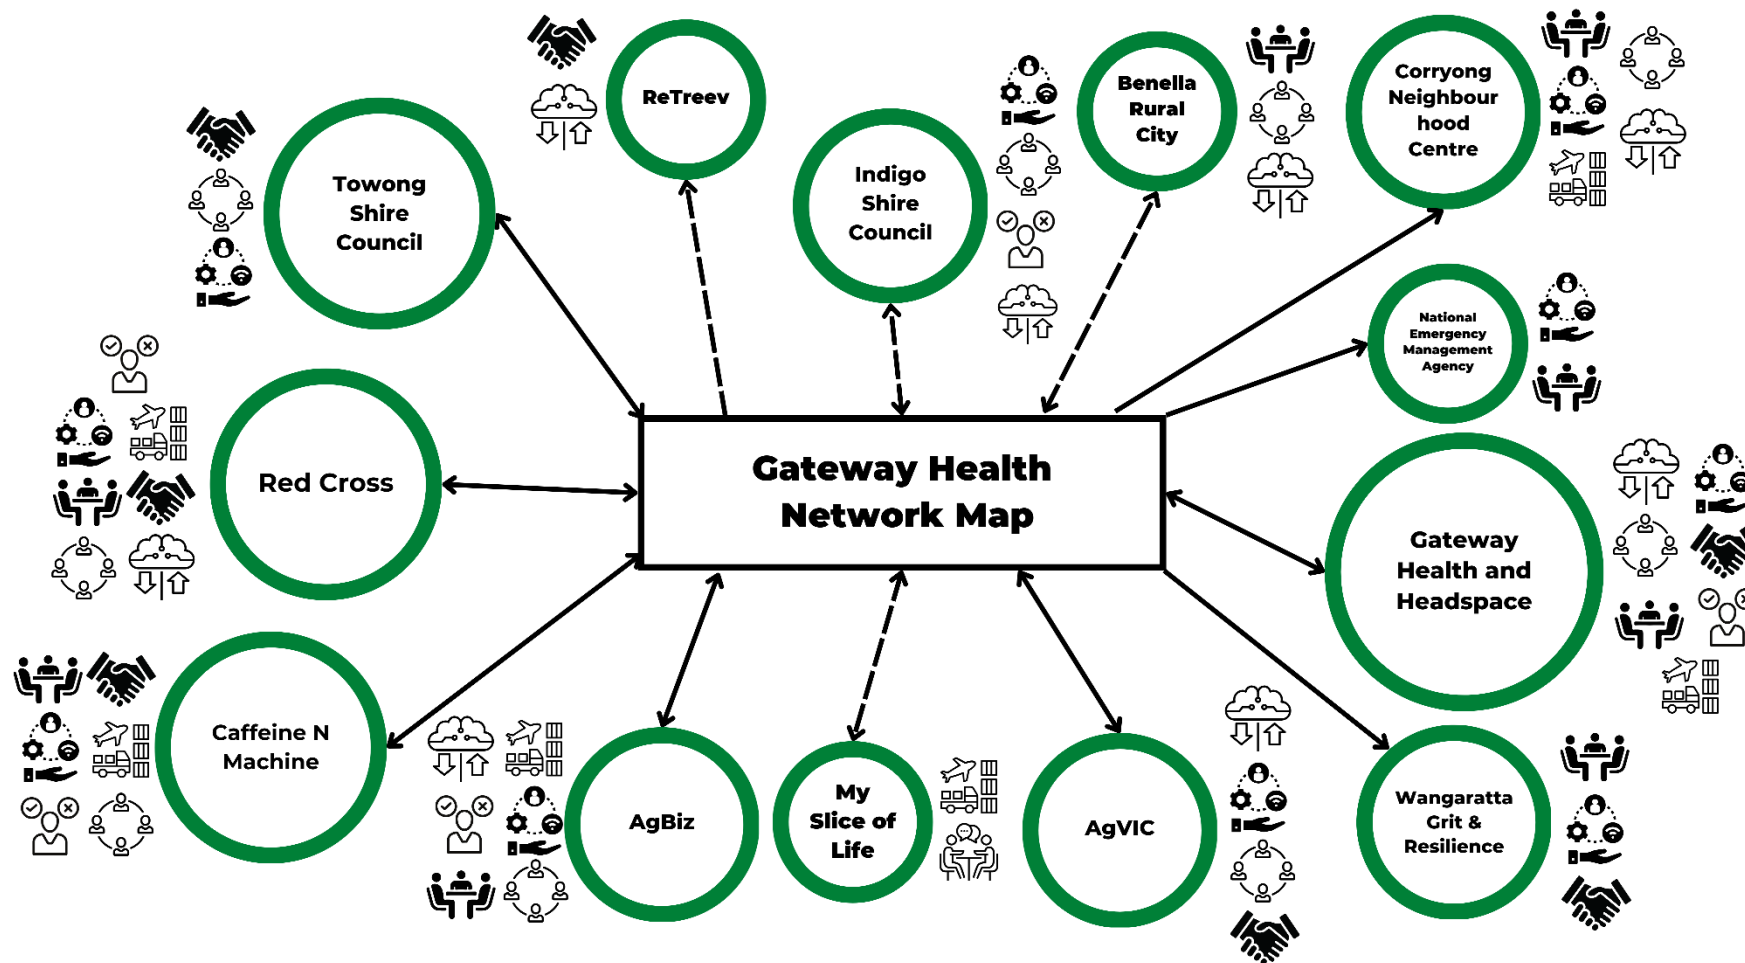 ReTreev
Benella
Rural
City
Corryong
Neighbour
hood
Centre
Towong
Shire
Council
Indigo
Shire
Council
National
Emergency
Management
Agency
Red Cross
Gateway Health
Network Map
Gateway
Health and
Headspace
Caffeine N
Machine
AgBiz
My
Slice of
Life
AgVIC
Wangaratta
Grit &
Resilience